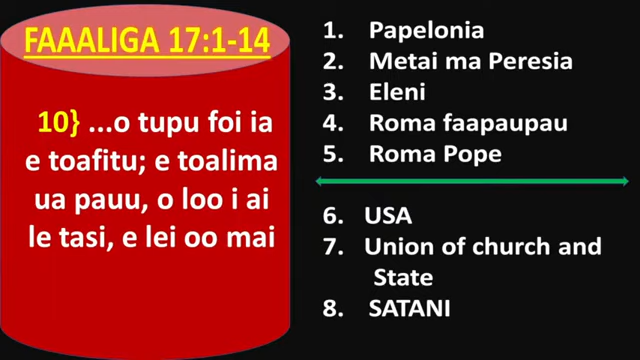 FAAALIGA 17:1-14
10} ...o tupu foi ia
e toafitu; e toalima
ua pauu, o loo i ai
le tasi, e lei oo mai
1. Papelonia
2. Metai ma Peresia
3. Eleni
4. Roma faapaupau
5. Roma Pope
6. USA
7. Union of church and
State
8. SATANI